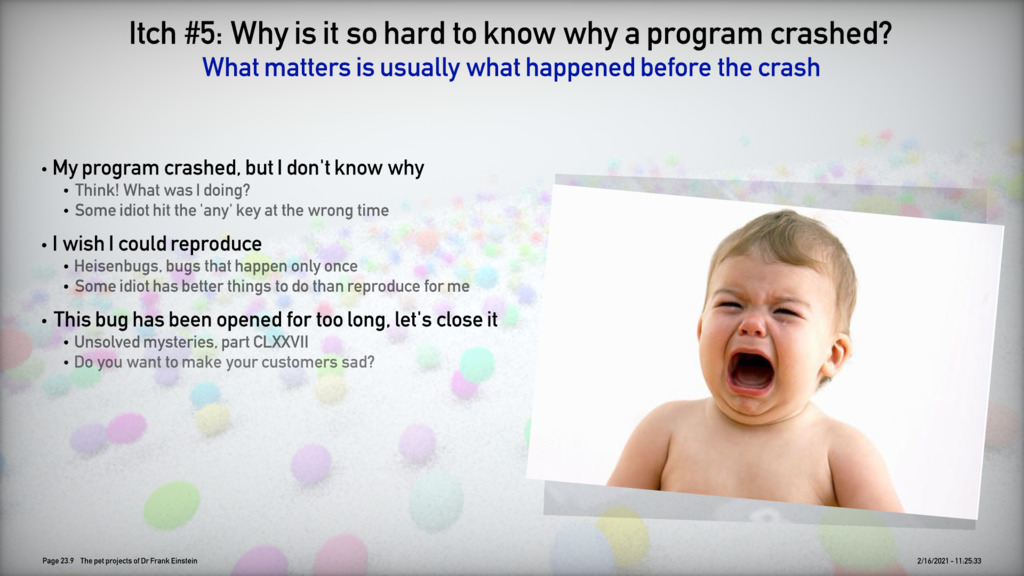 Itch #5: Why is it so hard to know why a program crashed?
What matters is usually what happened before the crash
• My program crashed, but I don't know why
• Think! What was I doing?
• Some idiot hit the 'any' key at the wrong time
• I wish I could reproduce
• Heisenbugs, bugs that happen only once
• Some idiot has better things to do than reproduce for me
• This bug has been opened for too long, let's close it
• Unsolved mysteries, part CLXXVII
• Do you want to make your customers sad?
Page 23.9 The pet projects of Dr Frank Einstein
2/16/2021 - 11:25.33